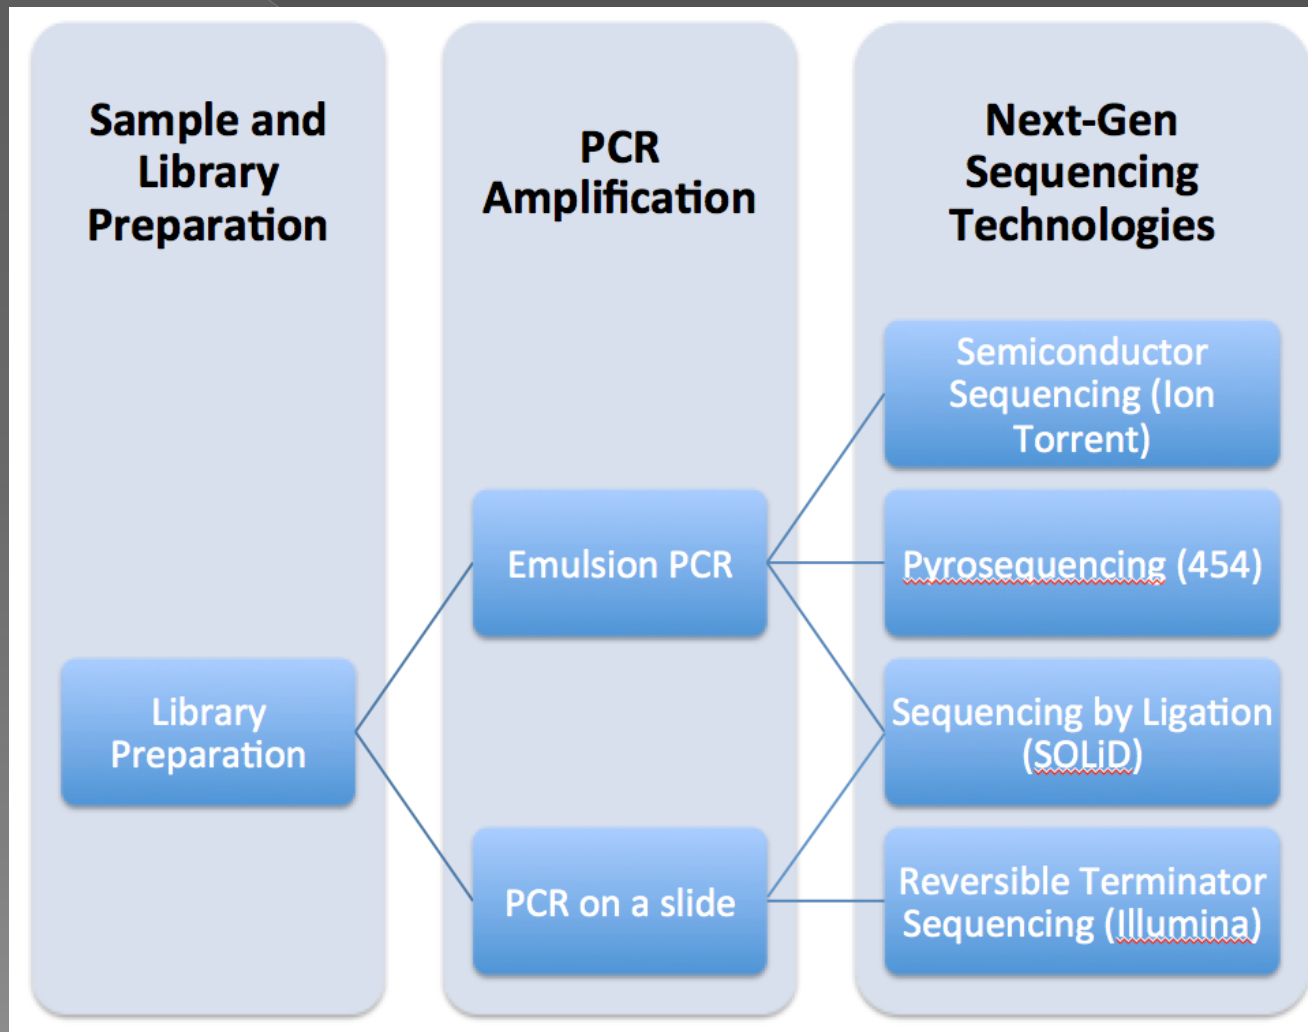 Sample and
Library
Preparation
PCR
Amplification
Next-Gen
Sequencing
Technologies
Library
Preparation
Emulsion PCR
PCR on a slide
Semiconductor
Sequencing (Ion
Torrent)
Pyrosequencing (454)
Sequencing by Ligation
(SOLiD)
Reversible Terminator
Sequencing (Illumina)